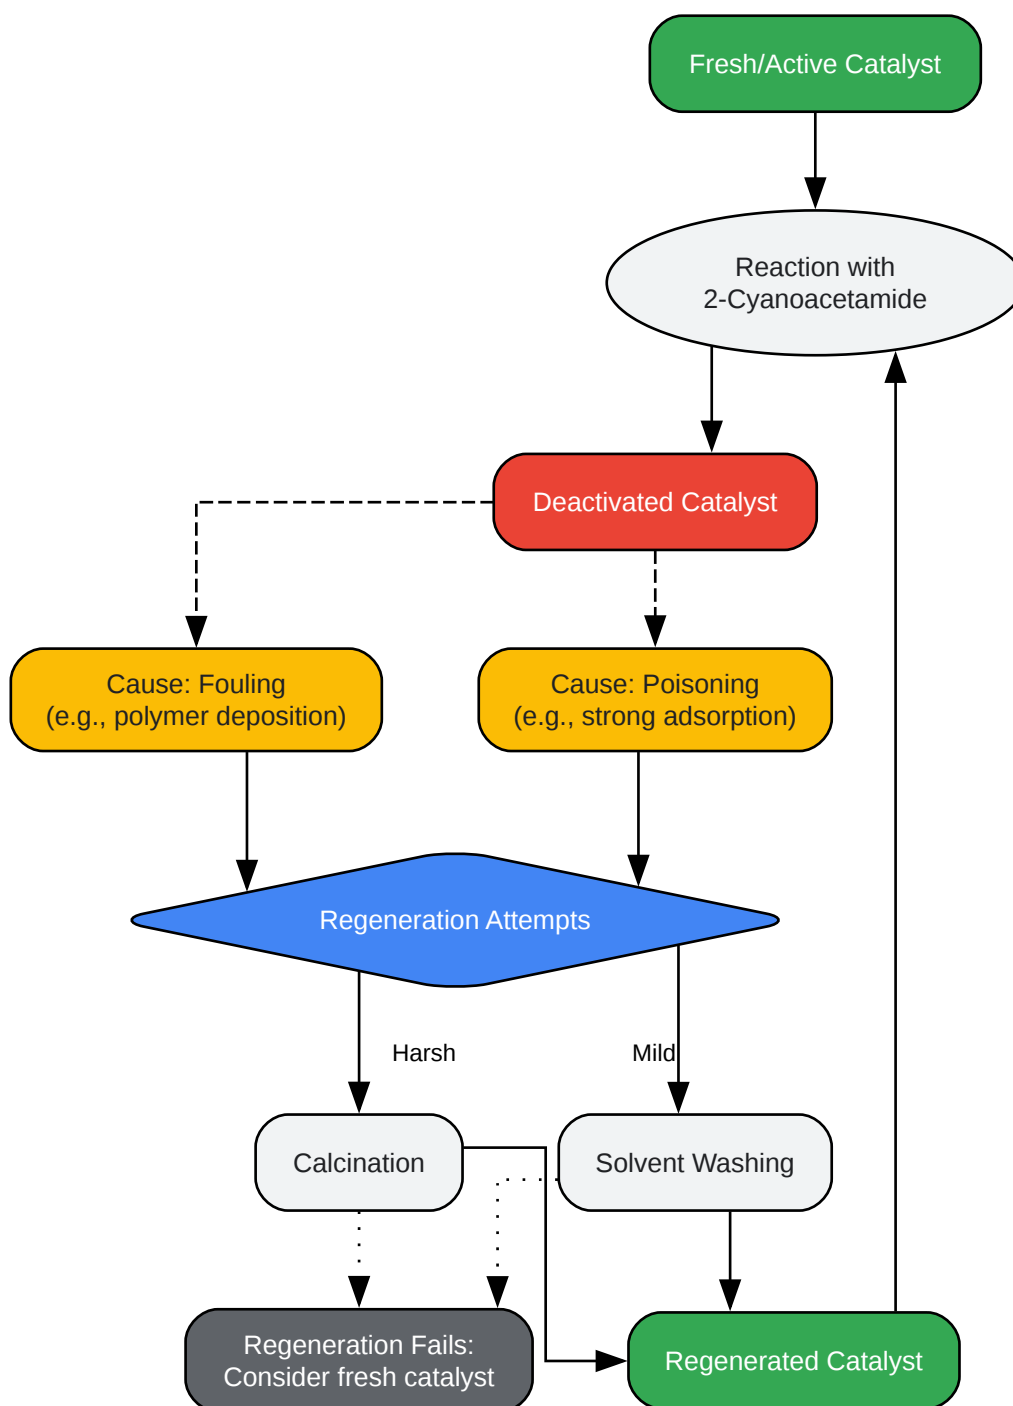 Fresh/Active Catalyst
Reaction with
2-Cyanoacetamide
Deactivated Catalyst
Cause: Fouling
(e.g., polymer deposition)
Cause: Poisoning
(e.g., strong adsorption)
Regeneration Attempts
Harsh
Mild
Calcination
Solvent Washing
Regeneration Fails:
Consider fresh catalyst
Regenerated Catalyst